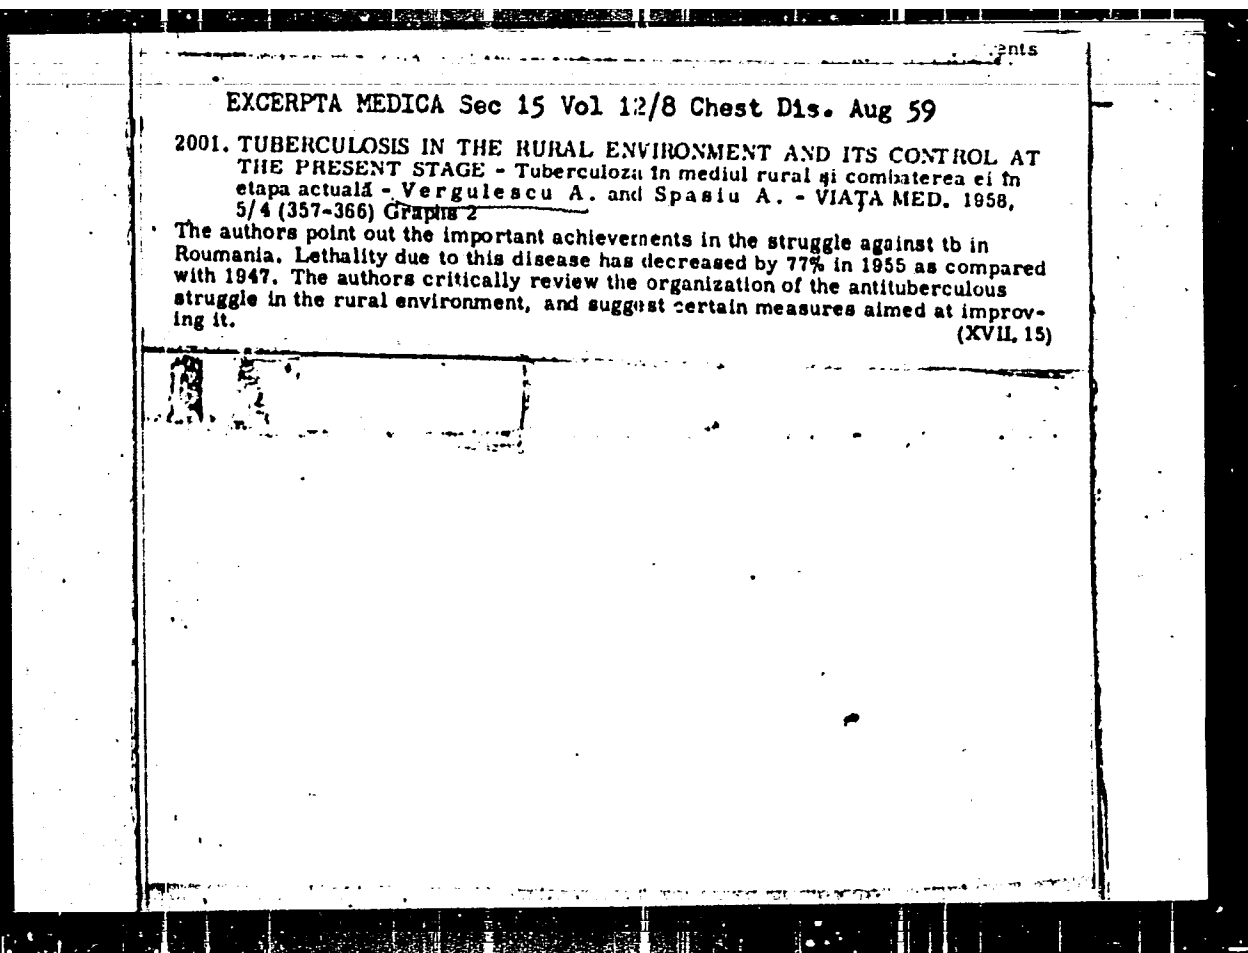 ents
EXCERPTA MEDICA Sec 15 Vol 12/8 Chest Dis. Aug 59
2001. TUBERCULOSIS IN THE RURAL ENVIRONMENT AND ITS CONTROL AT
THE PRESENT STAGE - Tuberculoza în mediul rural şi combaterea ei în
etapa actuală - Vergulescu A. and Spasiu A. - VIAŢA MED. 1958,
5/4 (357-366) Graphs 2
The authors point out the important achievements in the struggle against tb in
Roumania. Lethality due to this disease has decreased by 77% in 1955 as compared
with 1947. The authors critically review the organization of the antituberculous
struggle in the rural environment, and suggest certain measures aimed at improv-
ing it.
(XVII, 15)